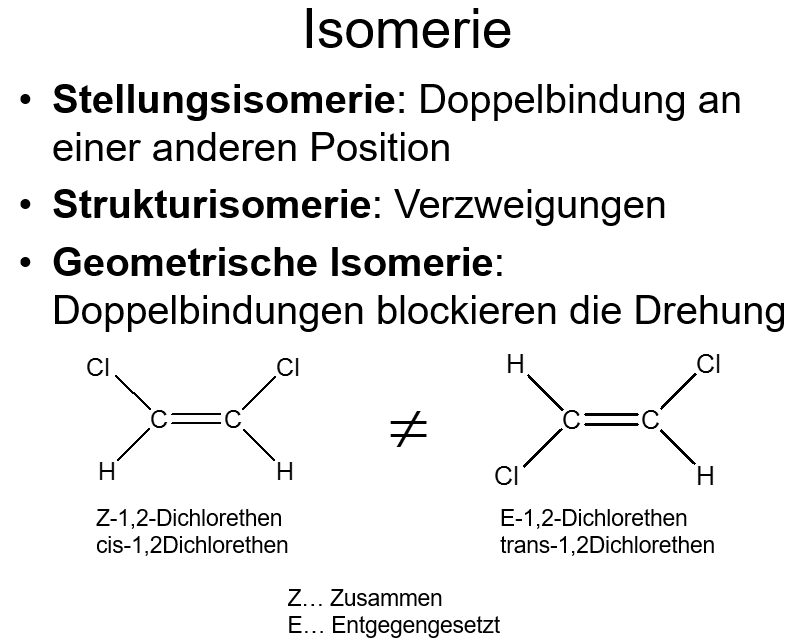 Isomerie
• Stellungsisomerie: Doppelbindung an
einer anderen Position
• Strukturisomerie: Verzweigungen
• Geometrische Isomerie:
Doppelbindungen blockieren die Drehung
Cl Cl H Cl
C C ≠ C C
H H Cl H
Z-1,2-Dichlorethen E-1,2-Dichlorethen
cis-1,2Dichlorethen trans-1,2Dichlorethen
Z… Zusammen
E… Entgegengesetzt